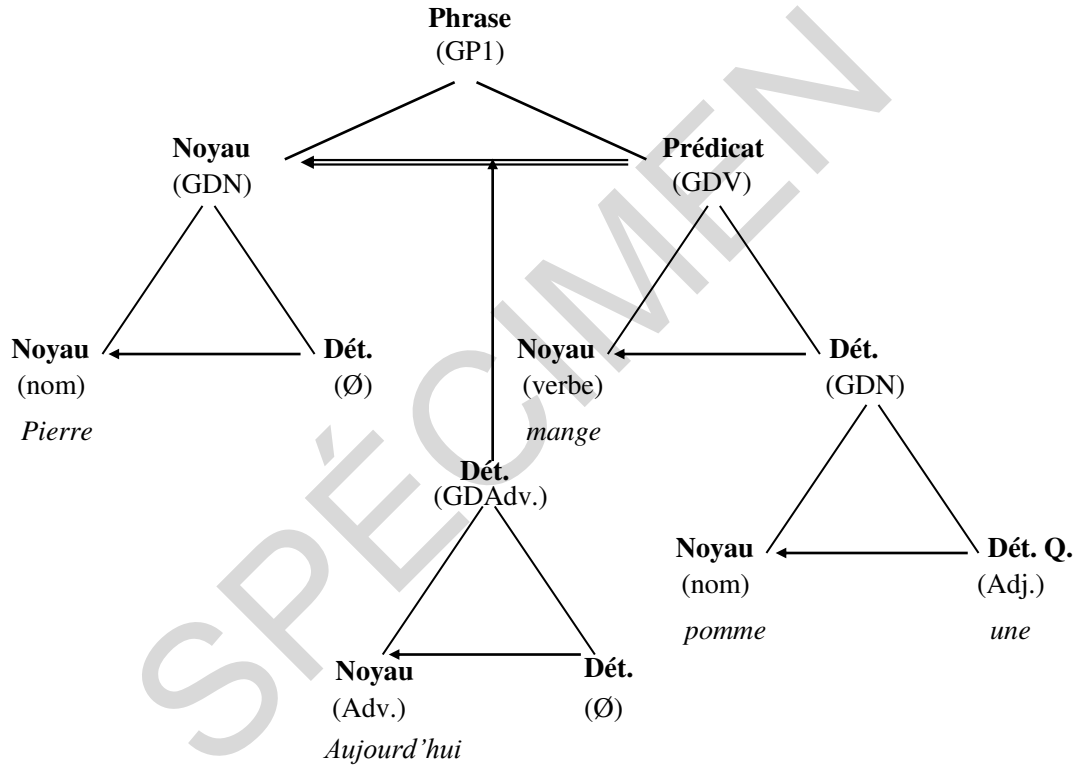 Phrase
(GP1)
Noyau
(GDN)
Prédicat
(GDV)
Noyau
(nom)
Pierre
Dét.
(Ø)
Noyau
(verbe)
mange
Dét.
(GDN)
Dét.
(GDAdv.)
Noyau
(nom)
pomme
Dét. Q.
(Adj.)
une
Noyau
(Adv.)
Aujourd’hui
Dét.
(Ø)
SPÉCIMEN